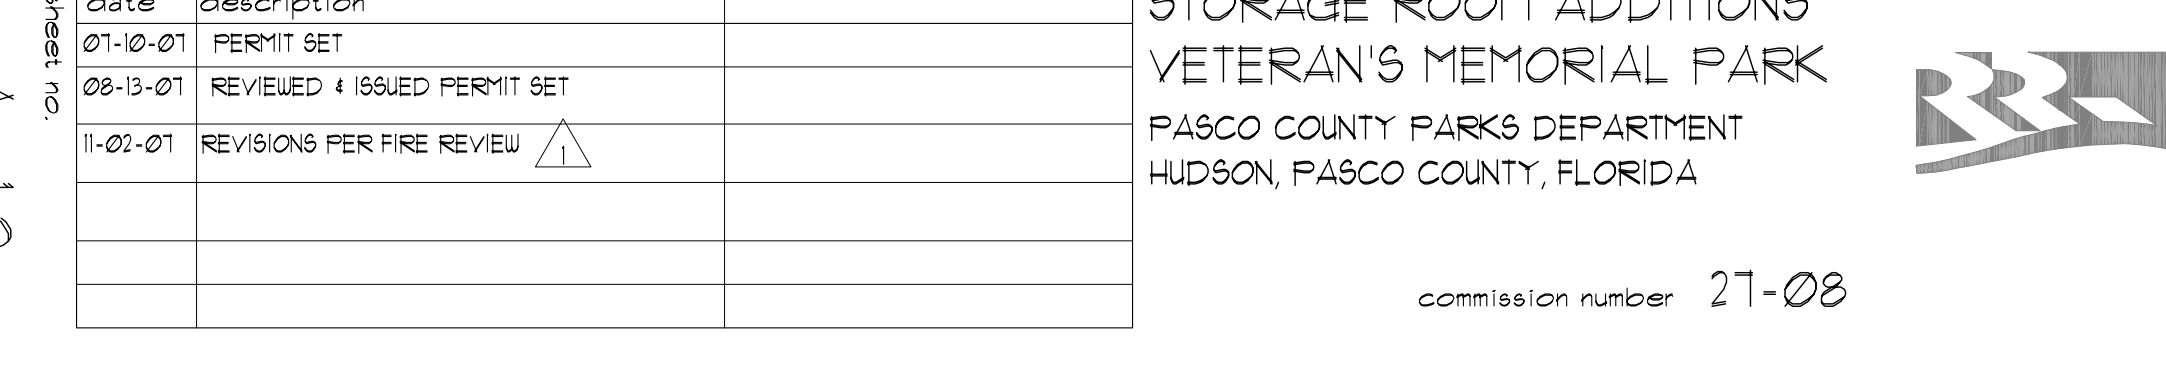 date description
07-10-07 PERMIT SET
08-13-07 REVIEWED & ISSUED PERMIT SET
11-02-07 REVISIONS PER FIRE REVIEW 1
sheet no.
STORAGE ROOM ADDITIONS
VETERAN'S MEMORIAL PARK
PASCO COUNTY PARKS DEPARTMENT
HUDSON, PASCO COUNTY, FLORIDA
commission number 27-08